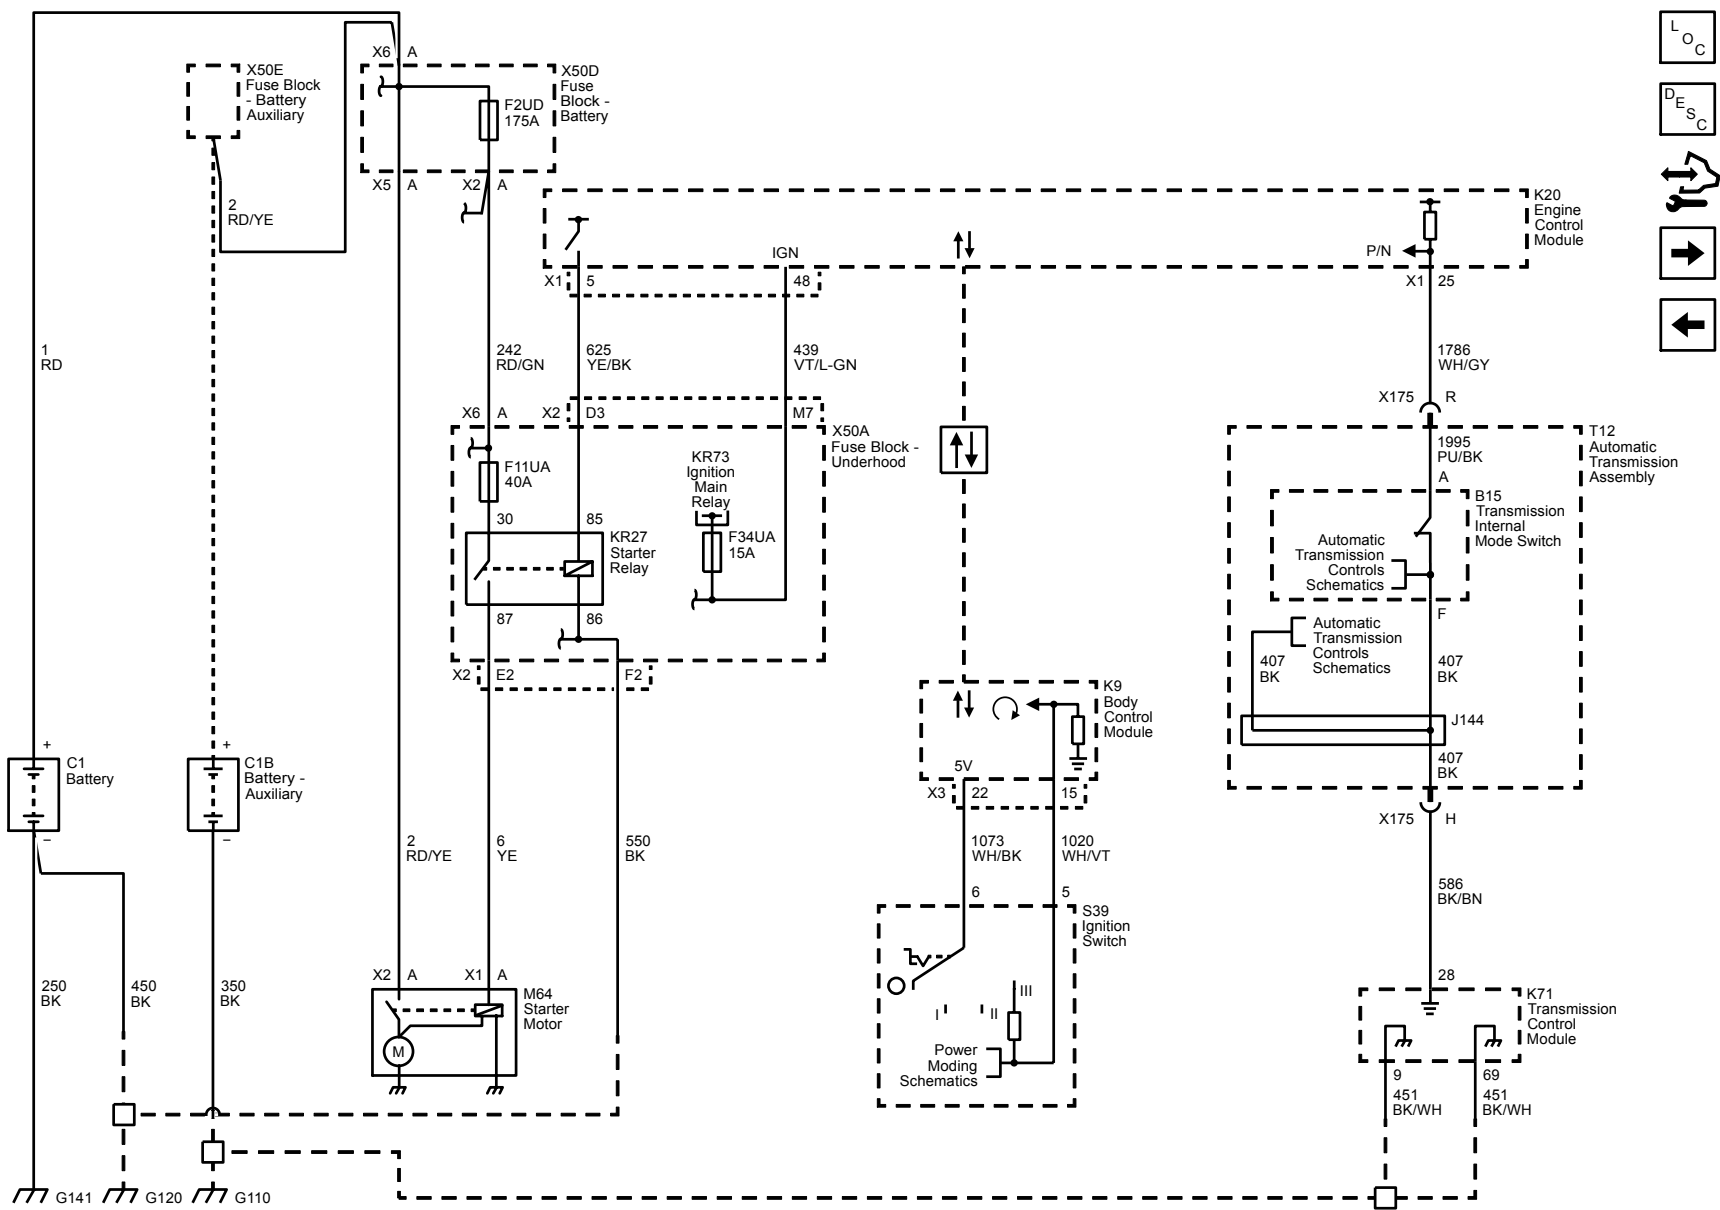 X6 A
X50E
Fuse Block
- Battery
Auxiliary
X50D
Fuse
Block -
Battery
F2UD
175A
L
O
C
D
E
S
C
X5 A
X2 A
2
RD/YE
K20
Engine
Control
Module
IGN
P/N
X1 5
48
X1 25
1
RD
242
RD/GN
625
YE/BK
439
VT/L-GN
1786
WH/GY
X175 R
X6 A
X2 D3
M7
X50A
Fuse Block -
Underhood
T12
Automatic
Transmission
Assembly
1995
PU/BK
A
F11UA
40A
KR73
Ignition
Main
Relay
B15
Transmission
Internal
Mode Switch
30
85
KR27
Starter
Relay
F34UA
15A
Automatic
Transmission
Controls
Schematics
87
86
F
Automatic
Transmission
Controls
Schematics
407
BK
407
BK
X2 E2
F2
K9
Body
Control
Module
J144
407
BK
+
C1
Battery
–
+
C1B
Battery -
Auxiliary
–
5V
X3 22
15
X175 H
2
RD/YE
6
YE
550
BK
1073
WH/BK
1020
WH/VT
586
BK/BN
6
5
S39
Ignition
Switch
250
BK
450
BK
350
BK
X2 A
X1 A
M64
Starter
Motor
M
I
II
III
Power
Moding
Schematics
28
K71
Transmission
Control
Module
9
451
BK/WH
69
451
BK/WH
G141
G120
G110